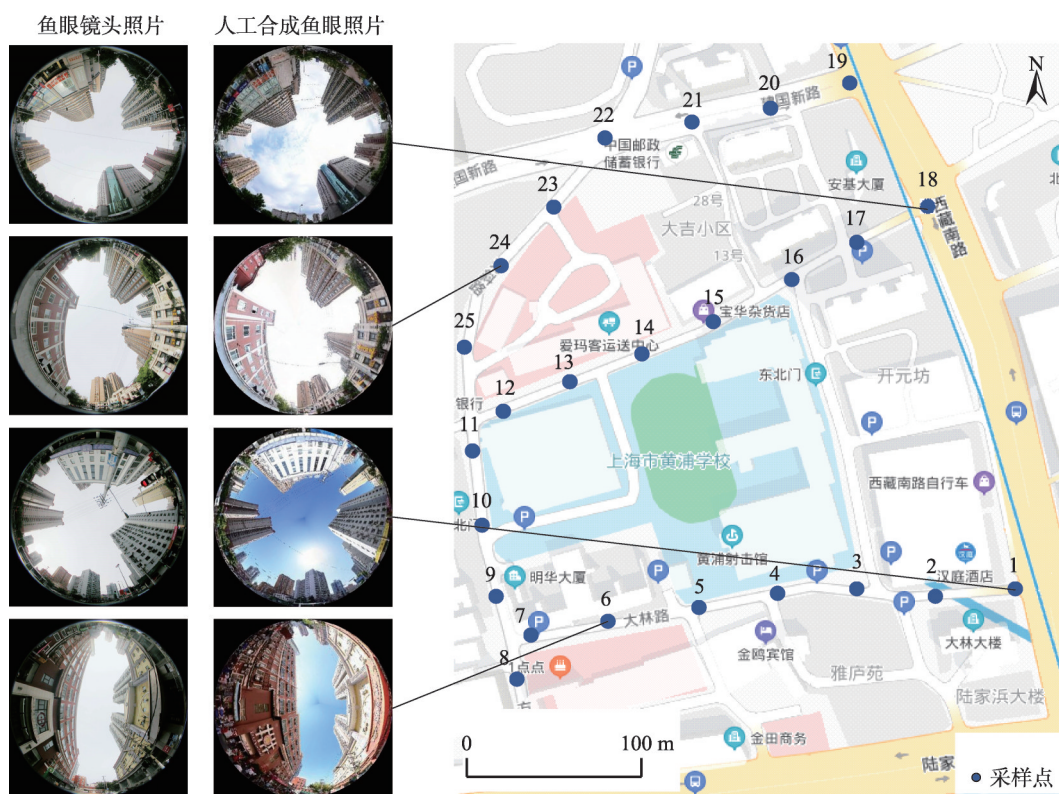 鱼眼镜头照片
人工合成鱼眼照片
N
19
20
国新路
21
22
中国邮政
储蓄银行
国新路
安基大厦
北
18
西藏南路
23
28号
大吉小区
17
13号
24
16
15
宝华杂货店
25
14
爱玛客运送中心
13
东北门
开元坊
12
银行
11
上海市黄浦学校
西藏南路自行车
10
北门
黄浦射击馆
汉庭
汉庭酒店
1
2
3
4
5
9
明华大厦
6
大林路
7
大林大楼
金鸥宾馆
8
1点点
雅庐苑
方
陆家浜大楼
0
100 m
金田商务
陆家
采样点